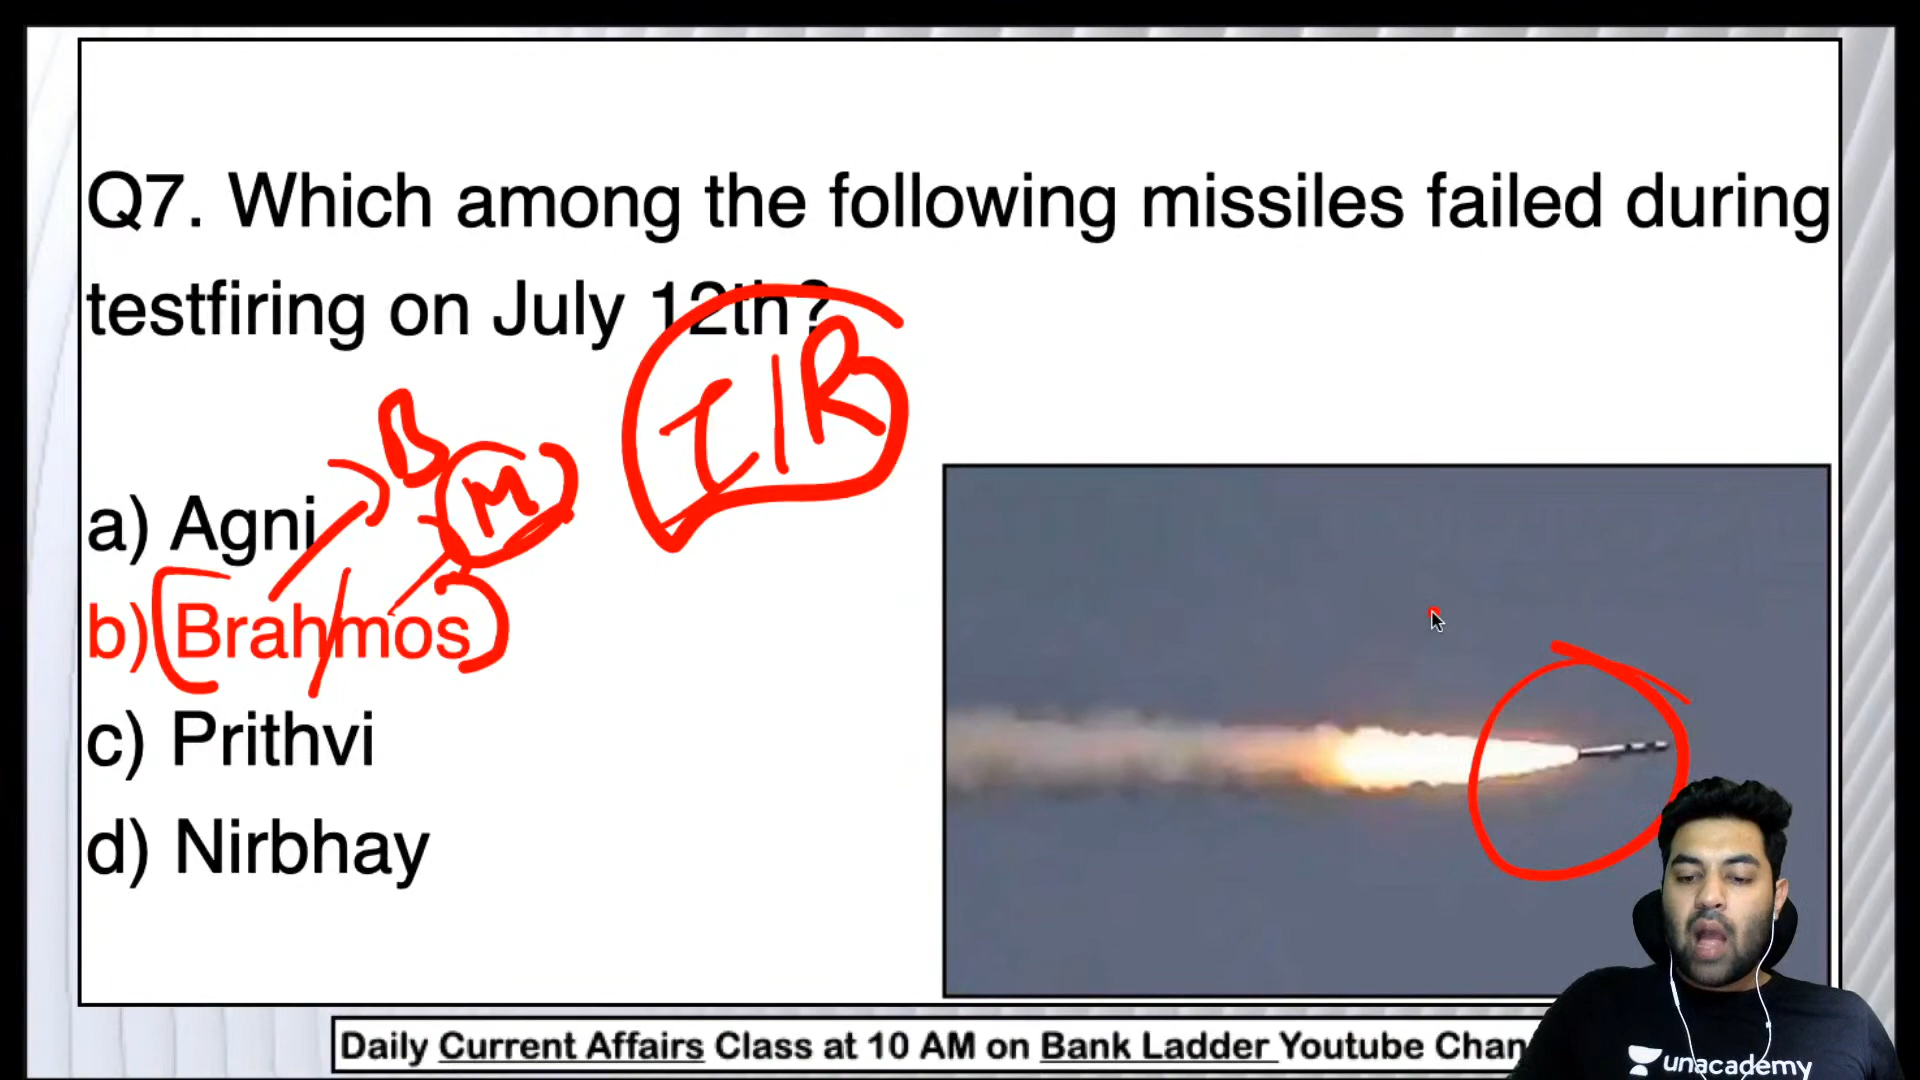 Q7. Which among the following missiles failed during
testfiring on July 12th?
I/R
B
M
a) Agni
b) Brahmos
c) Prithvi
d) Nirbhay
Daily Current Affairs Class at 10 AM on Bank Ladder Youtube Chan
unacademy